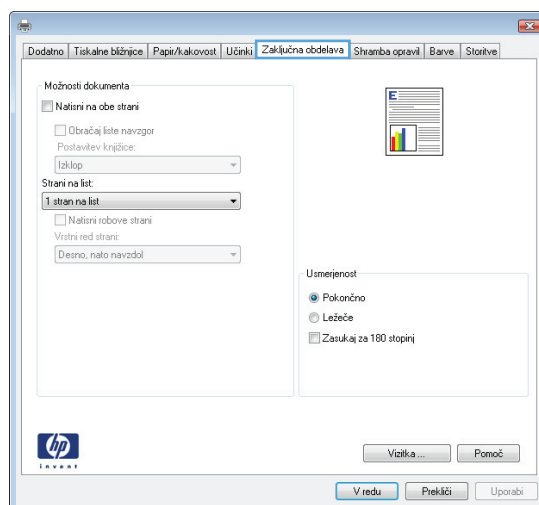 Dodatno Tiskalne bližnjice Papir/kakovost Učinki Zaključna obdelava Shramba opravil Barve Storitve
Možnosti dokumenta
Natisni na obe strani
Obračaj liste navzgor
Postavitev knjižice:
Izklop
Strani na list:
1 stran na list
Natisni robove strani
Vrstni red strani:
Desno, nato navzdol
E
Usmerjenost
Pokončno
Ležeče
Zasukaj za 180 stopinj
hp
invent
Vizitka ... Pomoč
V redu Prekliči Uporabi